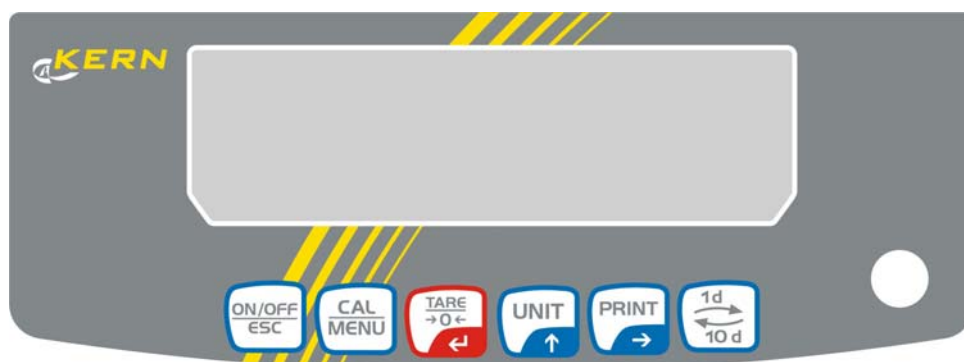 KERN
ON/OFF
ESC
CAL
MENU
TARE
→0←
UNIT
PRINT
1d
10 d